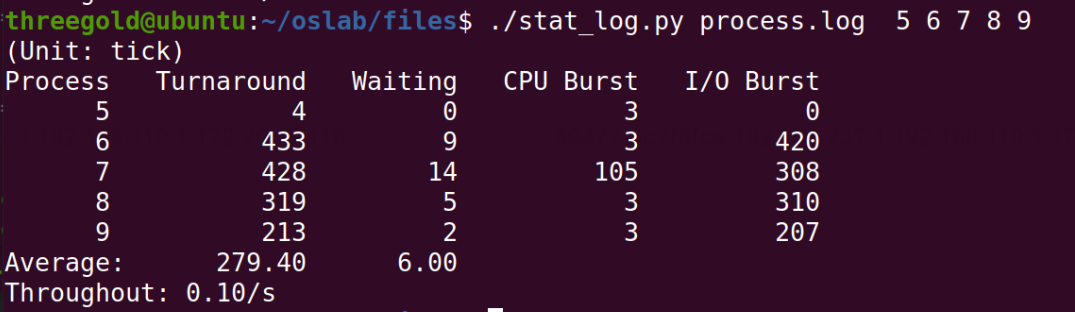 threegold@ubuntu:~/oslab/files$ ./stat_log.py process.log  5 6 7 8 9
(Unit: tick)
Process   Turnaround   Waiting   CPU Burst   I/O Burst
      5            4         0           3           0
      6          433         9           3         420
      7          428        14         105         308
      8          319         5           3         310
      9          213         2           3         207
Average:      279.40      6.00
Throughout: 0.10/s